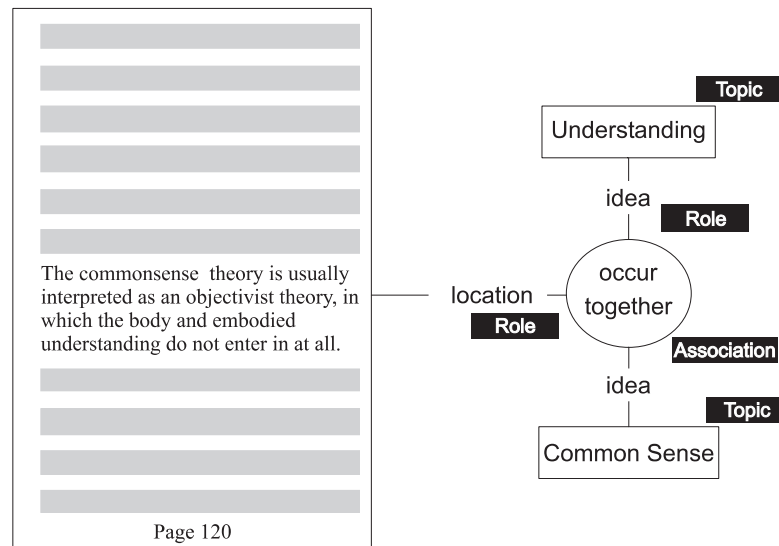 The commonsense theory is usually
interpreted as an objectivist theory, in
which the body and embodied
understanding do not enter in at all.
Page 120
Topic
Understanding
idea
Role
occur
together
location
Role
Association
idea
Topic
Common Sense